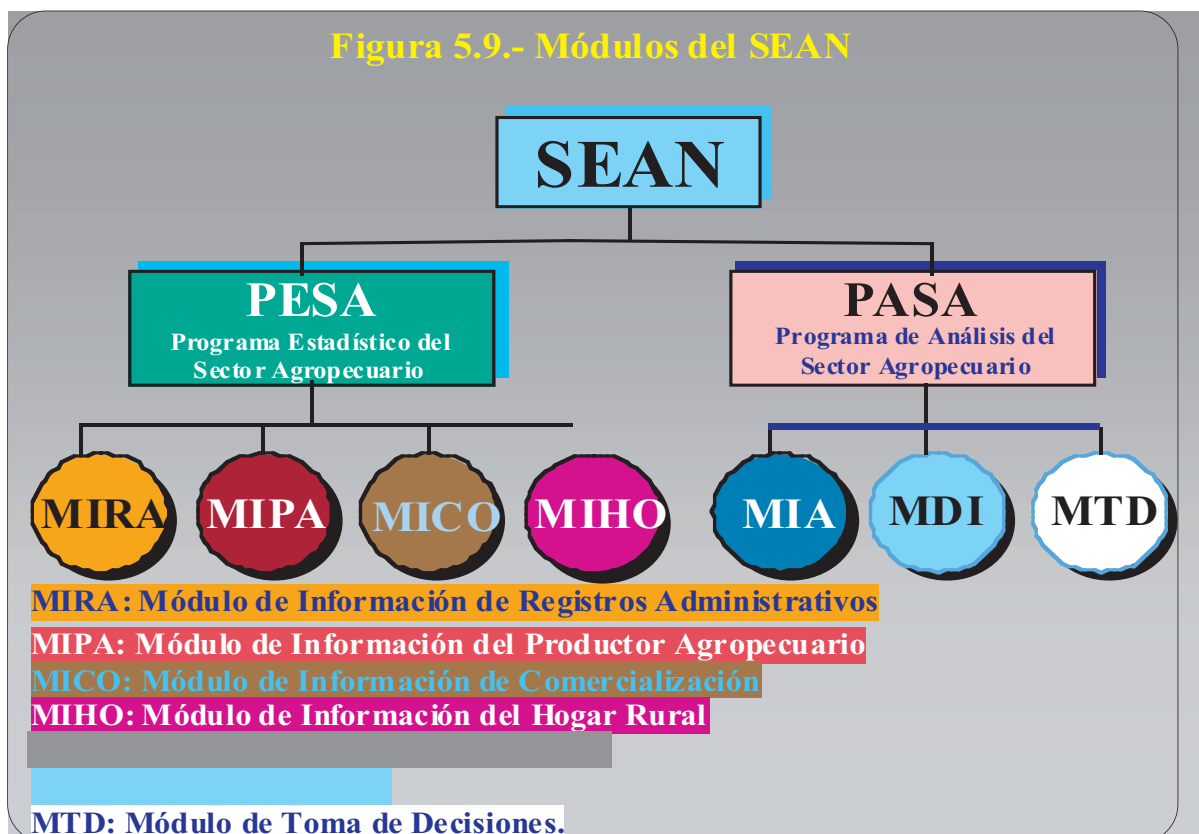 Figura 5.9.- Módulos del SEAN
SEAN
PESA
Programa Estadístico del
Sector Agropecuario
PASA
Programa de Análisis del
Sector Agropecuario
MIRA MIPA MICO MIHO MIA MDI MTD
MIRA: Módulo de Información de Registros Administrativos
MIPA: Módulo de Información del Productor Agropecuario
MICO: Módulo de Información de Comercialización
MIHO: Módulo de Información del Hogar Rural
MTD: Módulo de Toma de Decisiones.